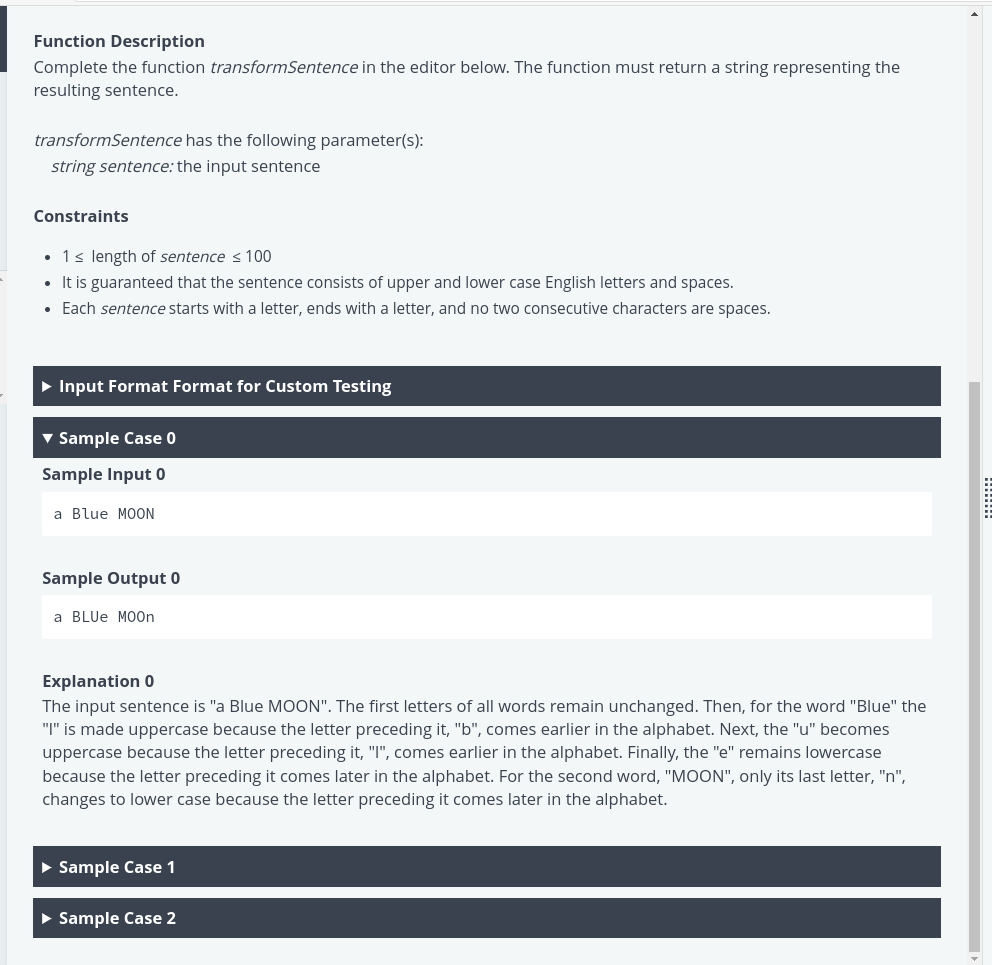 Function Description
Complete the function transformSentence in the editor below. The function must return a string representing the
resulting sentence.
transformSentence has the following parameter(s):
string sentence: the input sentence
Constraints
• 1 ≤ length of sentence ≤ 100
• It is guaranteed that the sentence consists of upper and lower case English letters and spaces.
• Each sentence starts with a letter, ends with a letter, and no two consecutive characters are spaces.
Input Format Format for Custom Testing
Sample Case 0
Sample Input 0
a Blue MOON
Sample Output 0
a BLUe MOOn
Explanation 0
The input sentence is "a Blue MOON". The first letters of all words remain unchanged. Then, for the word "Blue" the
"l" is made uppercase because the letter preceding it, "b", comes earlier in the alphabet. Next, the "u" becomes
uppercase because the letter preceding it, "l", comes earlier in the alphabet. Finally, the "e" remains lowercase
because the letter preceding it comes later in the alphabet. For the second word, "MOON", only its last letter, "n",
changes to lower case because the letter preceding it comes later in the alphabet.
Sample Case 1
Sample Case 2